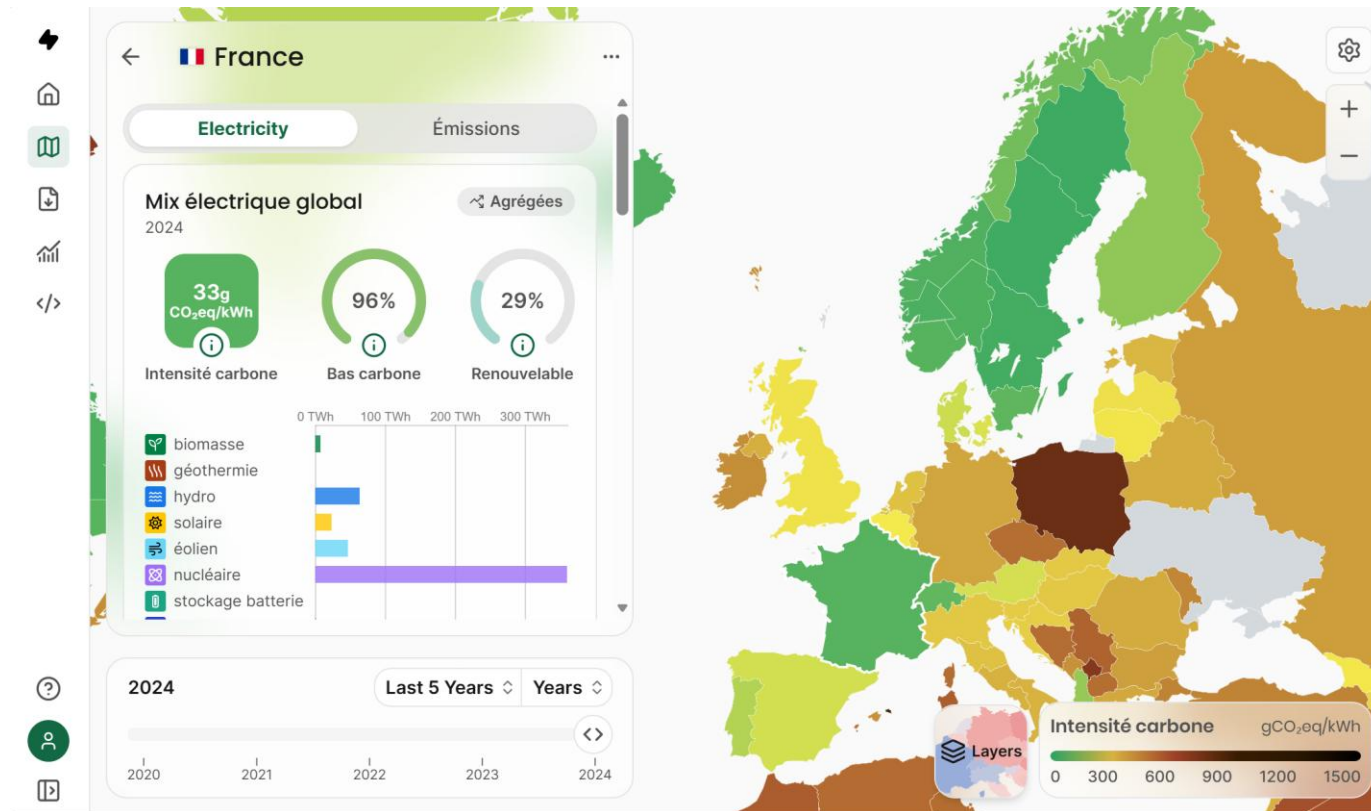 France
...
Electricity
Émissions
Mix électrique global
Agrégées
2024
33g
CO₂eq/kWh
96%
29%
Intensité carbone
Bas carbone
Renouvelable
0 TWh
100 TWh
200 TWh
300 TWh
biomasse
géothermie
hydro
solaire
éolien
nucléaire
stockage batterie
2024
Last 5 Years
Years
2020
2021
2022
2023
2024
Layers
Intensité carbone
gCO₂eq/kWh
0
300
600
900
1200
1500